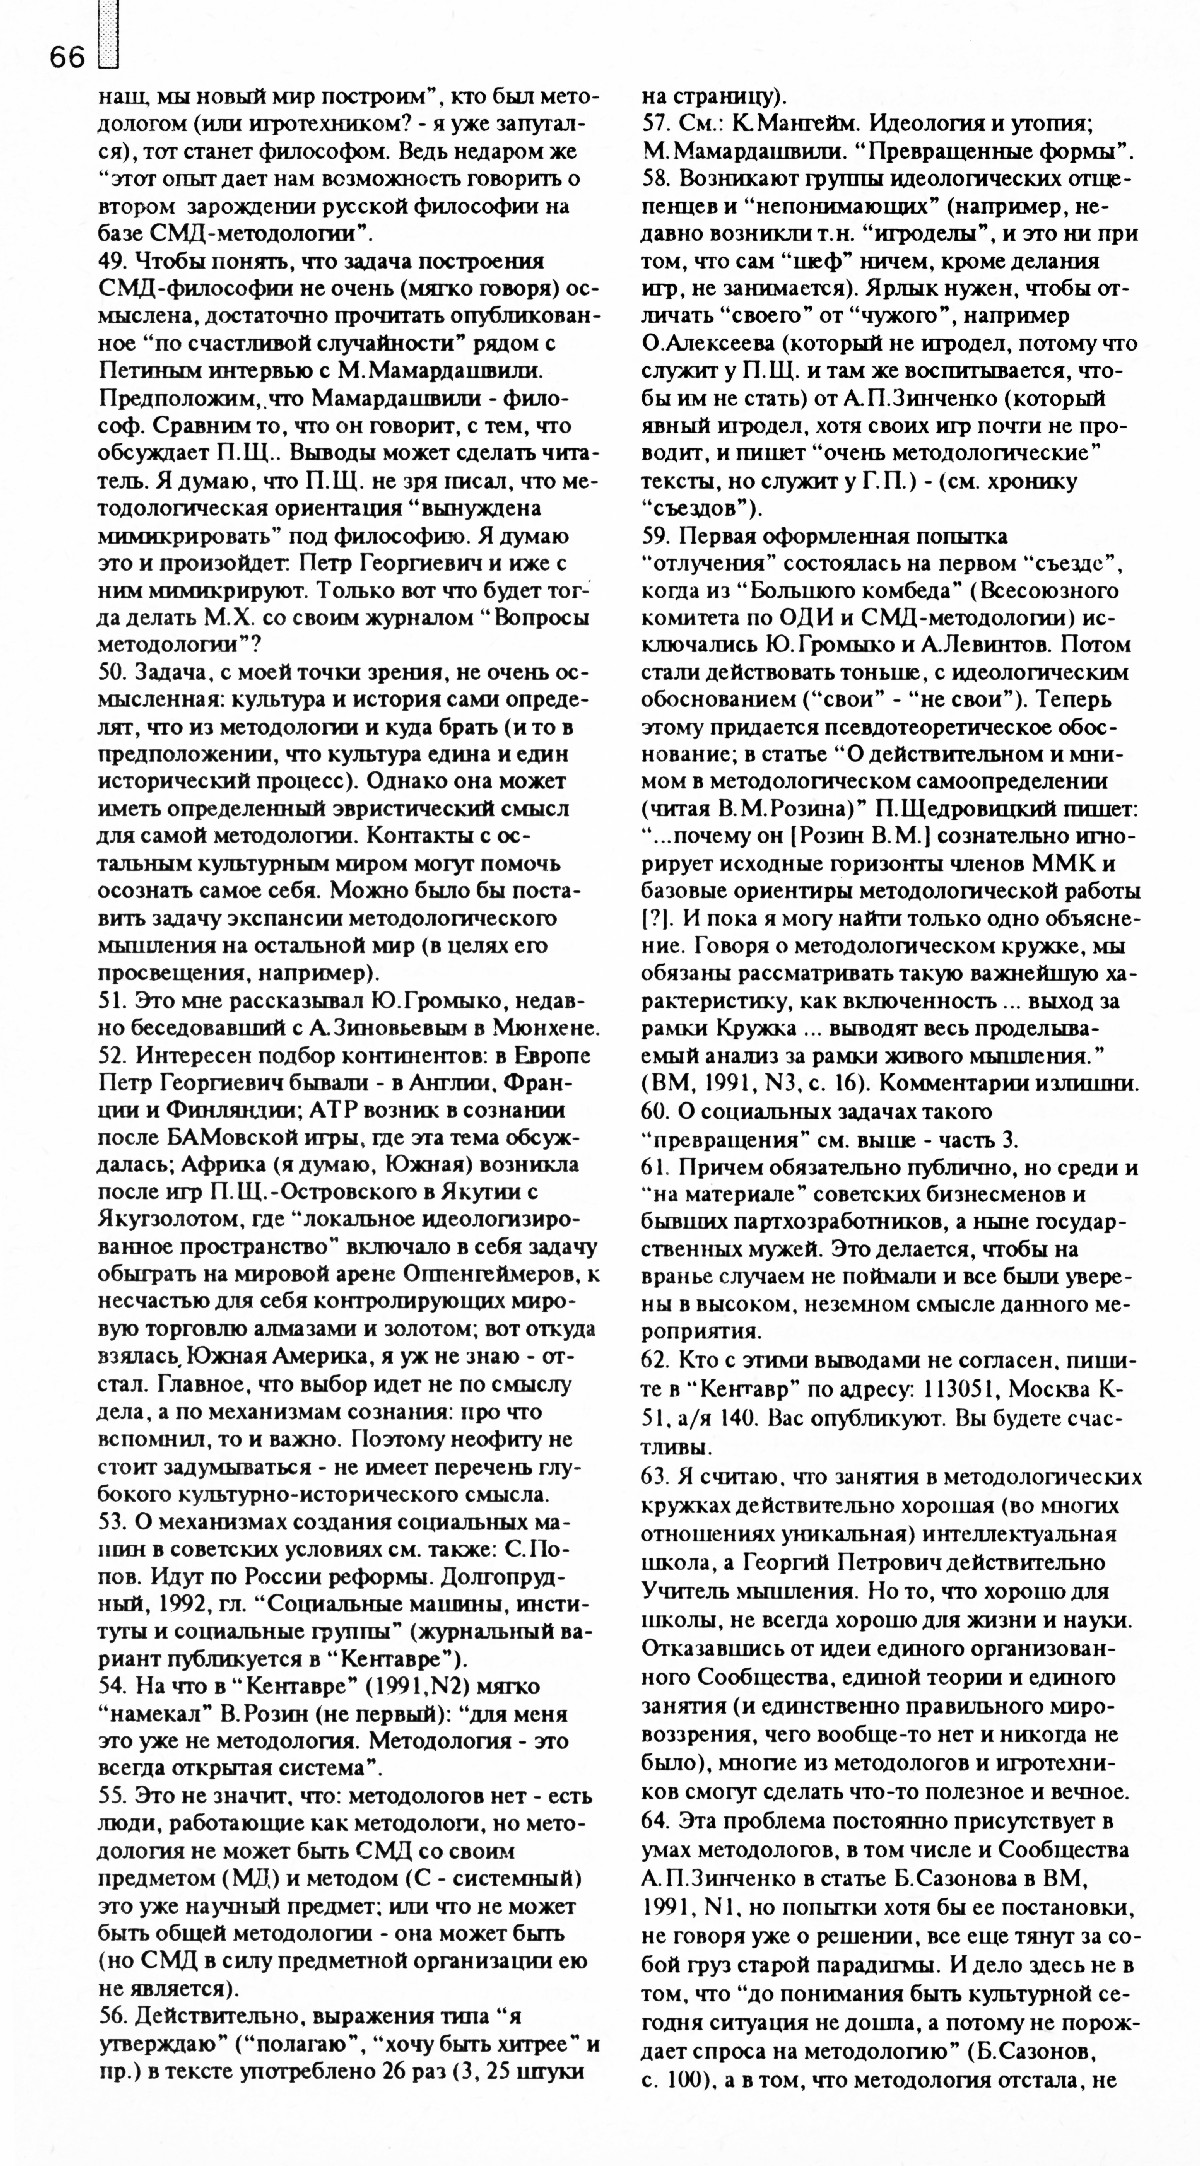 66
наш, мы новый мир построим”, кто был мето-
дологом (или игротехником? - я уже запутал-
ся), тот станет философом. Ведь недаром же
“этот опыт дает нам возможность говорить о
втором зарождении русской философии на
базе СМД-методологии”.
49. Чтобы понять, что задача построения
СМД-философии не очень (мягко говоря) ос-
мыслена, достаточно прочитать опубликован-
ное “по счастливой случайности” рядом с
Петиным интервью с М.Мамардашвили.
Предположим, что Мамардашвили - фило-
соф. Сравним то, что он говорит, с тем, что
обсуждает П.Щ.. Выводы может сделать чита-
тель. Я думаю, что П.Щ. не зря писал, что ме-
тодологическая ориентация “вынуждена
мимикрировать” под философию. Я думаю
это и произойдет: Петр Георгиевич и иже с
ним мимикрируют. Только вот что будет тог-
да делать М.Х. со своим журналом “Вопросы
методологии”?
50. Задача, с моей точки зрения, не очень ос-
мысленная: культура и история сами опреде-
лят, что из методологии и куда брать (и то в
предположении, что культура едина и един
исторический процесс). Однако она может
иметь определенный эвристический смысл
для самой методологии. Контакты с ос-
тальным культурным миром могут помочь
осознать самое себя. Можно было бы поста-
вить задачу экспансии методологического
мышления на остальной мир (в целях его
просвещения, например).
51. Это мне рассказывал Ю.Громыко, недав-
но беседовавший с А.Зиновьевым в Мюнхене.
52. Интересен подбор континентов: в Европе
Петр Георгиевич бывали - в Англии, Фран-
ции и Финляндии; АТР возник в сознании
после БАМовской игры, где эта тема обсуж-
далась; Африка (я думаю, Южная) возникла
после игр П.Щ.-Островского в Якутии с
Якутзолотом, где “локальное идеологизиро-
ванное пространство” включало в себя задачу
обыграть на мировой арене Оппенгеймеров, к
несчастью для себя контролирующих миро-
вую торговлю алмазами и золотом; вот откуда
взялась Южная Америка, я уж не знаю - от-
стал. Главное, что выбор идет не по смыслу
дела, а по механизмам сознания: про что
вспомнил, то и важно. Поэтому неофиту не
стоит задумываться - не имеет перечень глу-
бокого культурно-исторического смысла.
53. О механизмах создания социальных ма-
шин в советских условиях см. также: С.По-
пов. Идут по России реформы. Долгопруд-
ный, 1992, гл. “Социальные машины, инсти-
туты и социальные группы” (журнальный ва-
риант публикуется в “Кентавре”).
54. На что в “Кентавре” (1991,N2) мягко
“намекал” В.Розин (не первый): “для меня
это уже не методология. Методология - это
всегда открытая система”.
55. Это не значит, что: методологов нет - есть
люди, работающие как методологи, но мето-
дология не может быть СМД со своим
предметом (МД) и методом (С - системный)
это уже научный предмет; или что не может
быть общей методологии - она может быть
(но СМД в силу предметной организации ею
не является).
56. Действительно, выражения типа “я
утверждаю” (“полагаю”, “хочу быть хитрее” и
пр.) в тексте употреблено 26 раз (3, 25 штуки
на страницу).
57. См.: К.Мангейм. Идеология и утопия;
М.Мамардашвили. “Превращенные формы”.
58. Возникают группы идеологических отще-
пенцев и “непонимающих” (например, не-
давно возникли т.н. “игроделы”, и это ни при
том, что сам “шеф” ничем, кроме делания
игр, не занимается). Ярлык нужен, чтобы от-
личать “своего” от “чужого”, например
О.Алексеева (который не игродел, потому что
служит у П.Щ. и там же воспитывается, что-
бы им не стать) от А.П.Зинченко (который
явный игродел, хотя своих игр почти не про-
водит, и пишет “очень методологические”
тексты, но служит у Г.П.) - (см. хронику
“съездов”).
59. Первая оформленная попытка
“отлучения” состоялась на первом “съезде”,
когда из “Большого комбеда” (Всесоюзного
комитета по ОДИ и СМД-методологии) ис-
ключались Ю.Громыко и А.Левинтов. Потом
стали действовать тоньше, с идеологическим
обоснованием (“свои” - “не свои”). Теперь
этому придается псевдотеоретическое обос-
нование; в статье “О действительном и мни-
мом в методологическом самоопределении
(читая В.М.Розина)” П.Щедровицкий пишет:
“...почему он [Розин В.М.] сознательно игно-
рирует исходные горизонты членов ММК и
базовые ориентиры методологической работы
[?]. И пока я могу найти только одно объясне-
ние. Говоря о методологическом кружке, мы
обязаны рассматривать такую важнейшую ха-
рактеристику, как включенность ... выход за
рамки Кружка ... выводят весь проделыва-
емый анализ за рамки живого мышления.”
(ВМ, 1991, N3, с. 16). Комментарии излишни.
60. О социальных задачах такого
“превращения” см. выше - часть 3.
61. Причем обязательно публично, но среди и
“на материале” советских бизнесменов и
бывших партхозработников, а ныне государ-
ственных мужей. Это делается, чтобы на
вранье случаем не поймали и все были увере-
ны в высоком, неземном смысле данного ме-
роприятия.
62. Кто с этими выводами не согласен, пиши-
те в “Кентавр” по адресу: 113051, Москва К-
51, а/я 140. Вас опубликуют. Вы будете счас-
тливы.
63. Я считаю, что занятия в методологических
кружках действительно хорошая (во многих
отношениях уникальная) интеллектуальная
школа, а Георгий Петрович действительно
Учитель мышления. Но то, что хорошо для
школы, не всегда хорошо для жизни и науки.
Отказавшись от идеи единого организован-
ного Сообщества, единой теории и единого
занятия (и единственно правильного миро-
воззрения, чего вообще-то нет и никогда не
было), многие из методологов и игротехни-
ков смогут сделать что-то полезное и вечное.
64. Эта проблема постоянно присутствует в
умах методологов, в том числе и Сообщества
А.П.Зинченко в статье Б.Сазонова в ВМ,
1991, N1, но попытки хотя бы ее постановки,
не говоря уже о решении, все еще тянут за со-
бой груз старой парадигмы. И дело здесь не в
том, что “до понимания быть культурной се-
годня ситуация не дошла, а потому не порож-
дает спроса на методологию” (Б.Сазонов,
с. 100), а в том, что методология отстала, не